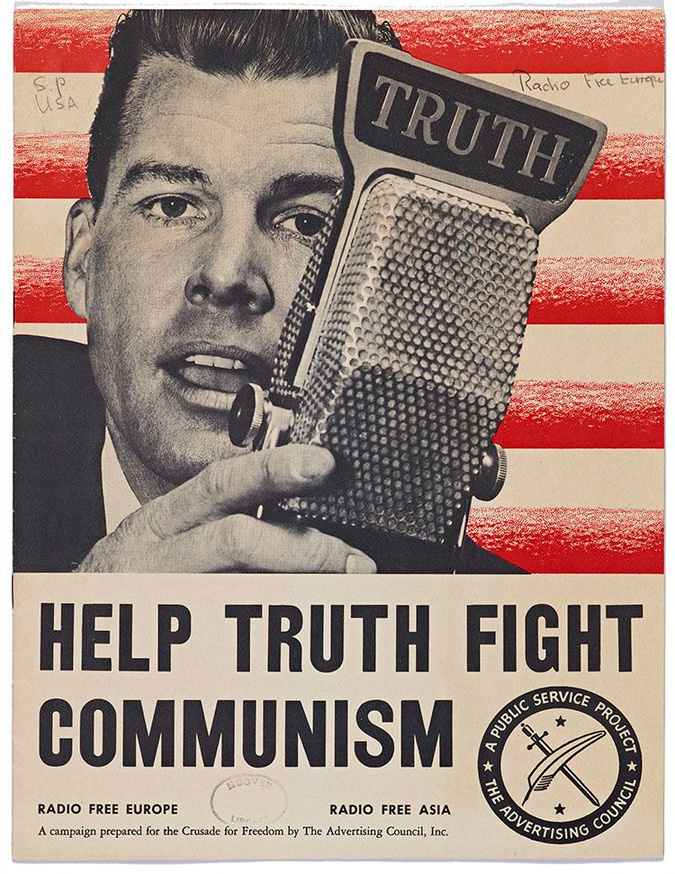 S.P
USA
Radio Free Europe
TRUTH
HELP TRUTH FIGHT
COMMUNISM
A PUBLIC SERVICE PROJECT
THE ADVERTISING COUNCIL
RADIO FREE EUROPE
HOOVER
LIBRARY
RADIO FREE ASIA
A campaign prepared for the Crusade for Freedom by The Advertising Council, Inc.